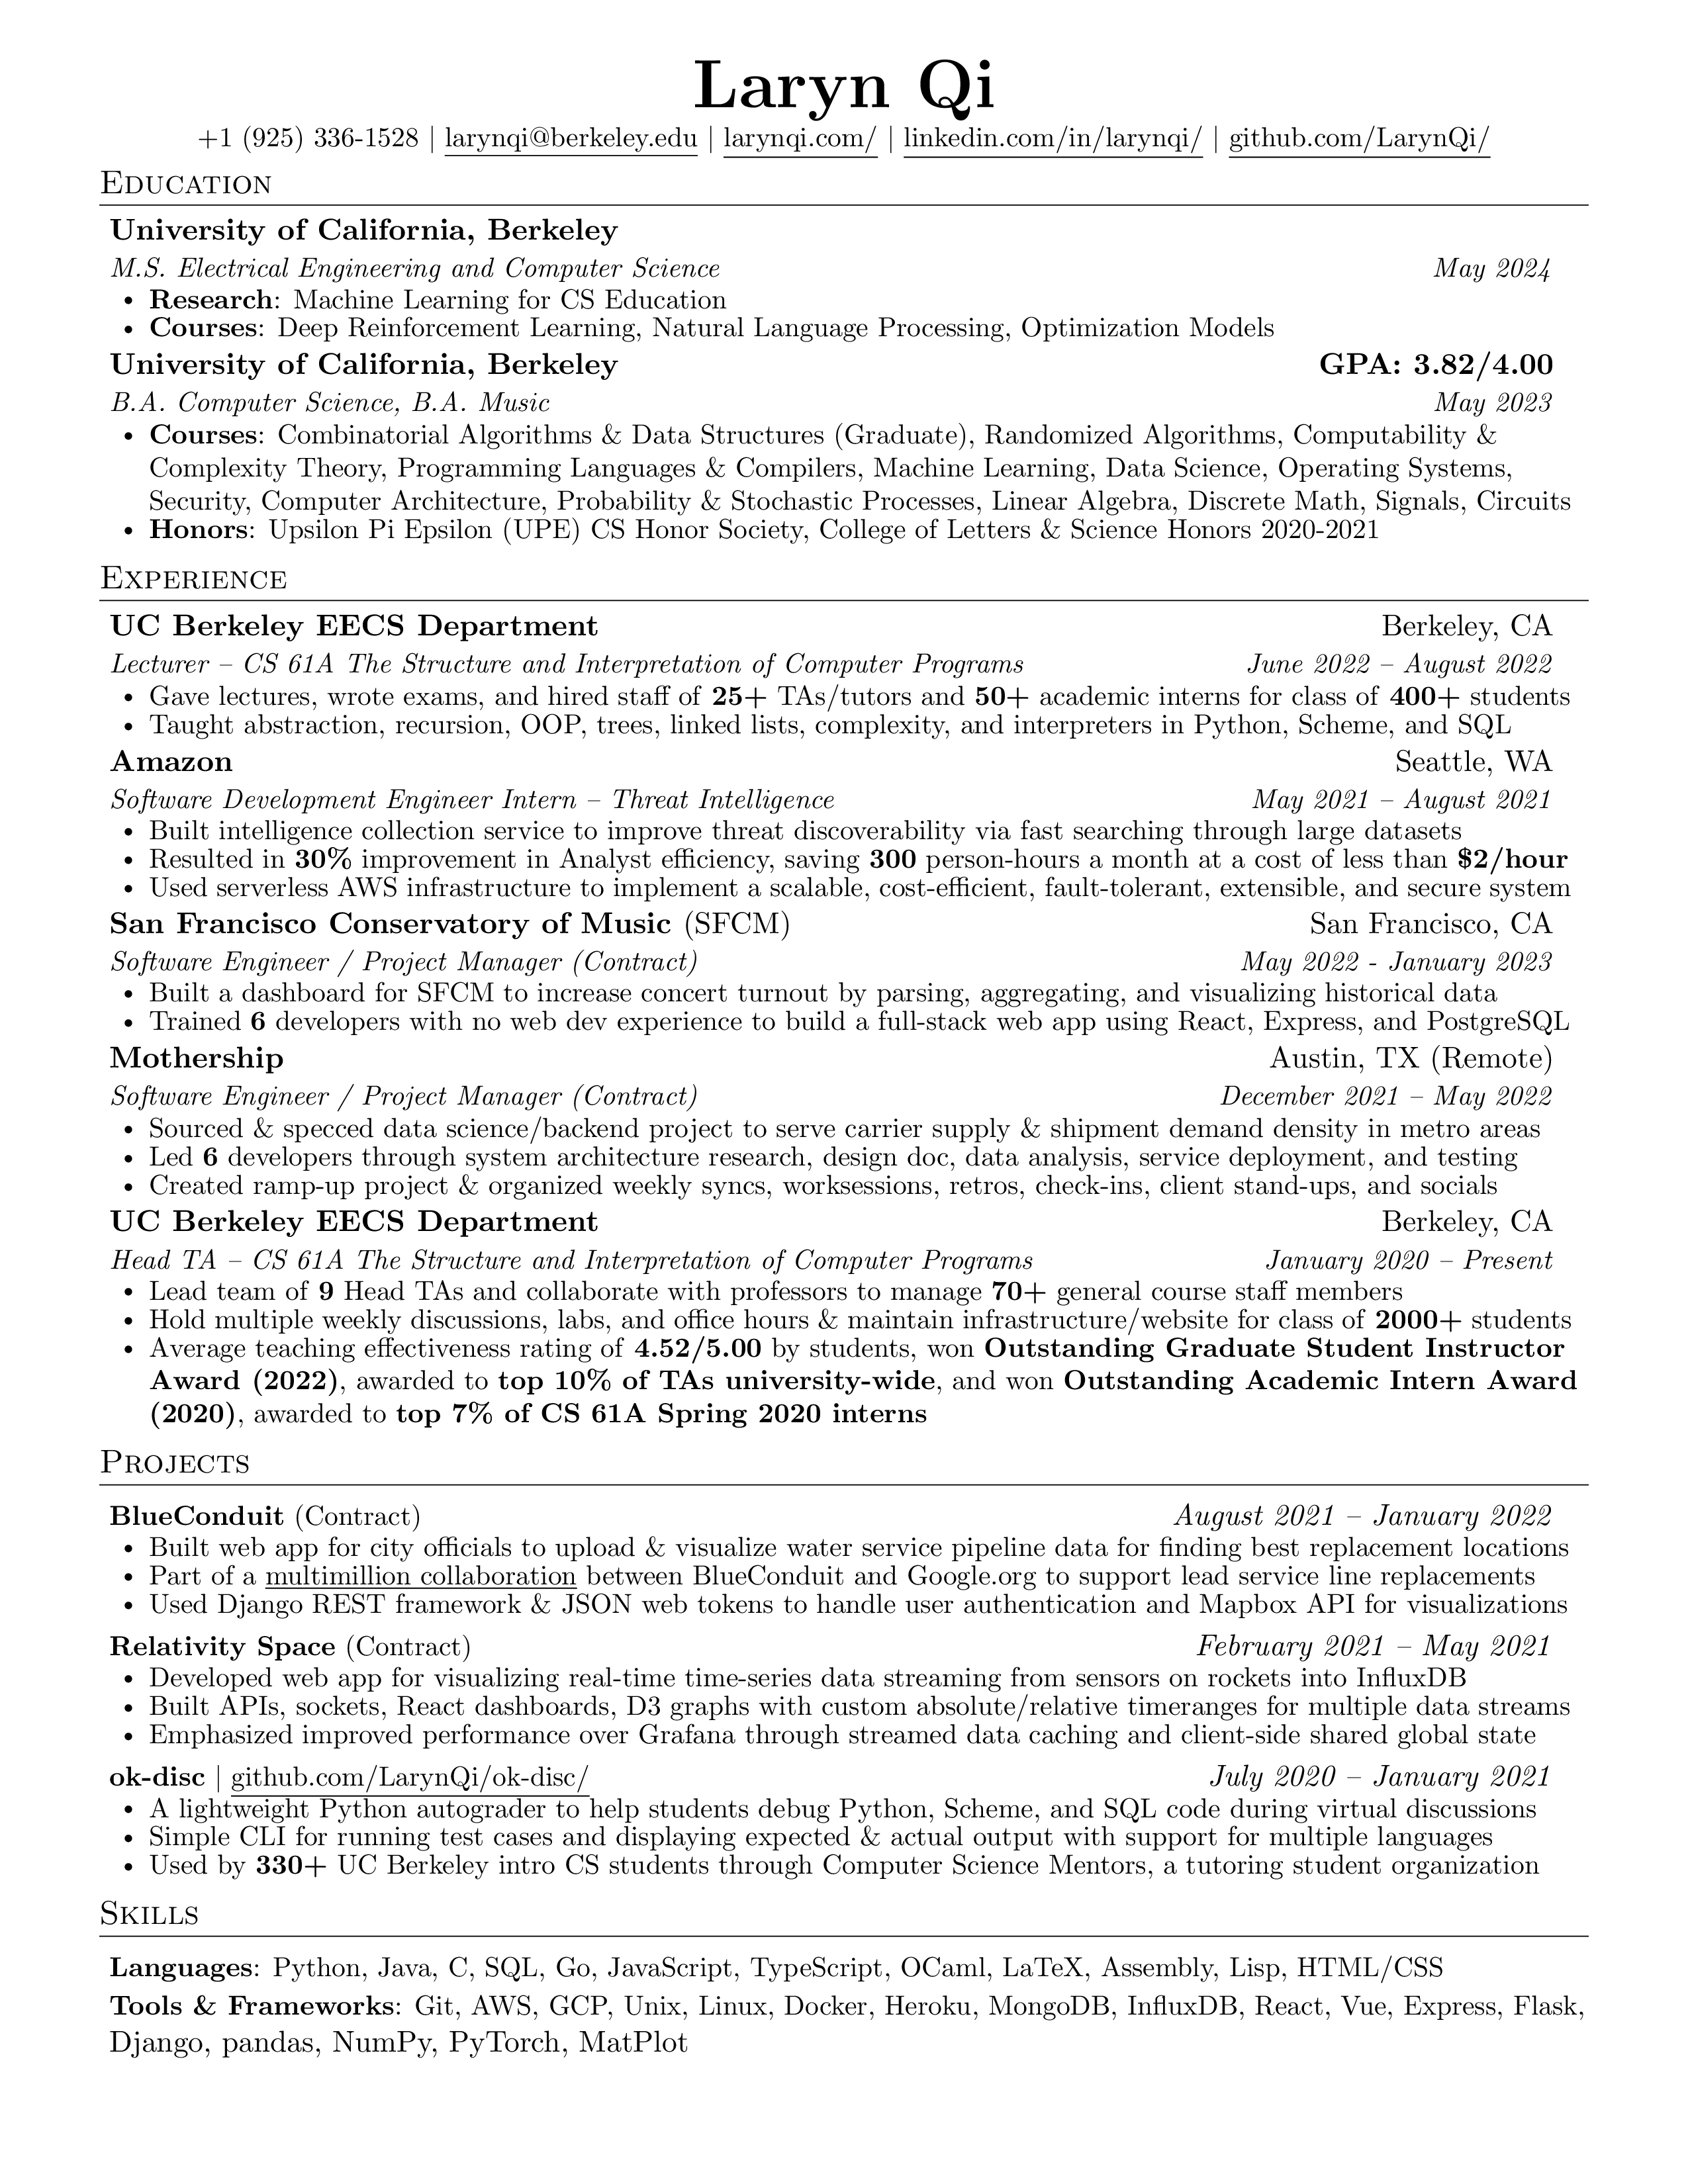 Laryn Qi
+1 (925) 336-1528 | larynqi@berkeley.edu | larynqi.com/ | linkedin.com/in/larynqi/ | github.com/LarynQi/
Education
University of California, Berkeley
M.S. Electrical Engineering and Computer Science May 2024
• Research: Machine Learning for CS Education
• Courses: Deep Reinforcement Learning, Natural Language Processing, Optimization Models
University of California, Berkeley GPA: 3.82/4.00
B.A. Computer Science, B.A. Music May 2023
• Courses: Combinatorial Algorithms & Data Structures (Graduate), Randomized Algorithms, Computability &
Complexity Theory, Programming Languages & Compilers, Machine Learning, Data Science, Operating Systems,
Security, Computer Architecture, Probability & Stochastic Processes, Linear Algebra, Discrete Math, Signals, Circuits
• Honors: Upsilon Pi Epsilon (UPE) CS Honor Society, College of Letters & Science Honors 2020-2021
Experience
UC Berkeley EECS Department Berkeley, CA
Lecturer – CS 61A The Structure and Interpretation of Computer Programs June 2022 – August 2022
• Gave lectures, wrote exams, and hired staff of 25+ TAs/tutors and 50+ academic interns for class of 400+ students
• Taught abstraction, recursion, OOP, trees, linked lists, complexity, and interpreters in Python, Scheme, and SQL
Amazon Seattle, WA
Software Development Engineer Intern – Threat Intelligence May 2021 – August 2021
• Built intelligence collection service to improve threat discoverability via fast searching through large datasets
• Resulted in 30% improvement in Analyst efficiency, saving 300 person-hours a month at a cost of less than $2/hour
• Used serverless AWS infrastructure to implement a scalable, cost-efficient, fault-tolerant, extensible, and secure system
San Francisco Conservatory of Music (SFCM) San Francisco, CA
Software Engineer / Project Manager (Contract) May 2022 - January 2023
• Built a dashboard for SFCM to increase concert turnout by parsing, aggregating, and visualizing historical data
• Trained 6 developers with no web dev experience to build a full-stack web app using React, Express, and PostgreSQL
Mothership Austin, TX (Remote)
Software Engineer / Project Manager (Contract) December 2021 – May 2022
• Sourced & specced data science/backend project to serve carrier supply & shipment demand density in metro areas
• Led 6 developers through system architecture research, design doc, data analysis, service deployment, and testing
• Created ramp-up project & organized weekly syncs, worksessions, retros, check-ins, client stand-ups, and socials
UC Berkeley EECS Department Berkeley, CA
Head TA – CS 61A The Structure and Interpretation of Computer Programs January 2020 – Present
• Lead team of 9 Head TAs and collaborate with professors to manage 70+ general course staff members
• Hold multiple weekly discussions, labs, and office hours & maintain infrastructure/website for class of 2000+ students
• Average teaching effectiveness rating of 4.52/5.00 by students, won Outstanding Graduate Student Instructor
Award (2022), awarded to top 10% of TAs university-wide, and won Outstanding Academic Intern Award
(2020), awarded to top 7% of CS 61A Spring 2020 interns
Projects
BlueConduit (Contract) August 2021 – January 2022
• Built web app for city officials to upload & visualize water service pipeline data for finding best replacement locations
• Part of a multimillion collaboration between BlueConduit and Google.org to support lead service line replacements
• Used Django REST framework & JSON web tokens to handle user authentication and Mapbox API for visualizations
Relativity Space (Contract) February 2021 – May 2021
• Developed web app for visualizing real-time time-series data streaming from sensors on rockets into InfluxDB
• Built APIs, sockets, React dashboards, D3 graphs with custom absolute/relative timeranges for multiple data streams
• Emphasized improved performance over Grafana through streamed data caching and client-side shared global state
ok-disc | github.com/LarynQi/ok-disc/ July 2020 – January 2021
• A lightweight Python autograder to help students debug Python, Scheme, and SQL code during virtual discussions
• Simple CLI for running test cases and displaying expected & actual output with support for multiple languages
• Used by 330+ UC Berkeley intro CS students through Computer Science Mentors, a tutoring student organization
Skills
Languages: Python, Java, C, SQL, Go, JavaScript, TypeScript, OCaml, LaTeX, Assembly, Lisp, HTML/CSS
Tools & Frameworks: Git, AWS, GCP, Unix, Linux, Docker, Heroku, MongoDB, InfluxDB, React, Vue, Express, Flask,
Django, pandas, NumPy, PyTorch, MatPlot